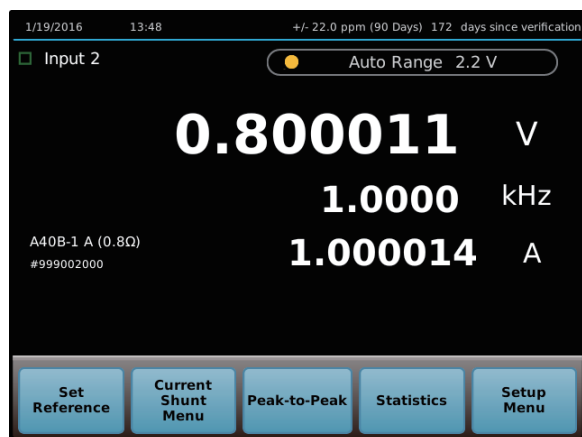 1/19/2016 13:48 +/- 22.0 ppm (90 Days) 172 days since verification
Input 2 Auto Range 2.2 V
0.800011 V
1.0000 kHz
A40B-1 A (0.8Ω)
1.000014 A
#999002000
Set Reference
Current Shunt Menu
Peak-to-Peak
Statistics
Setup Menu